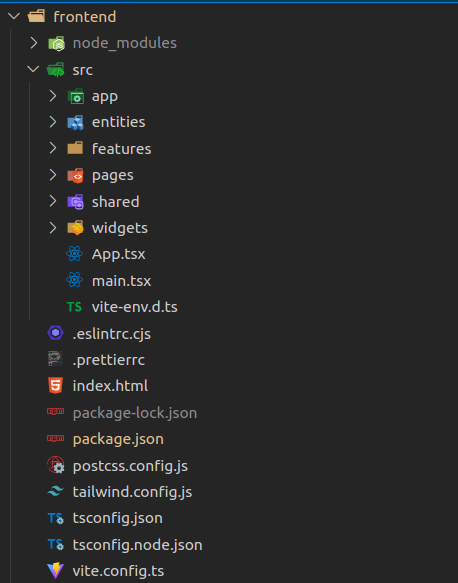 frontend
node_modules
src
app
entities
features
pages
shared
widgets
App.tsx
main.tsx
TS vite-env.d.ts
.eslintrc.cjs
.prettierrc
index.html
package-lock.json
package.json
postcss.config.js
tailwind.config.js
TS tsconfig.json
TS tsconfig.node.json
vite.config.ts